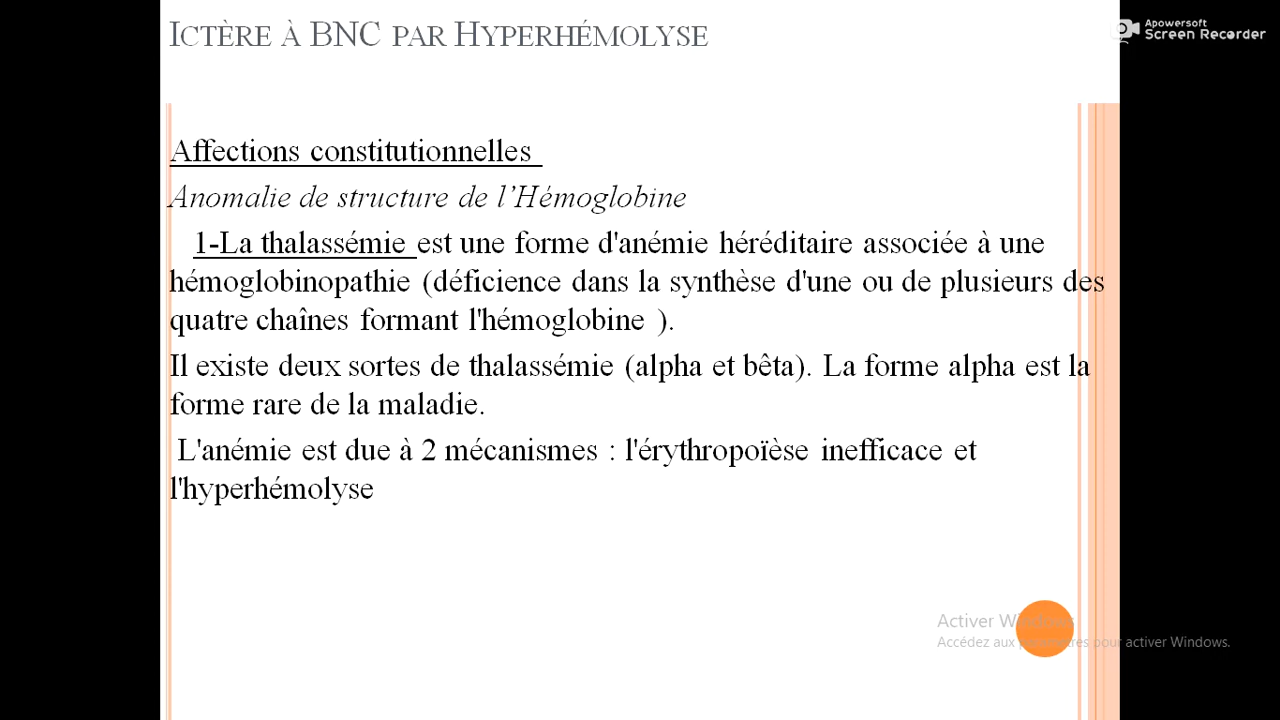 ICTÈRE À BNC PAR HYPERHÉMOLYSE
Apowersoft
Screen Recorder
Affections constitutionnelles
Anomalie de structure de l’Hémoglobine
1-La thalassémie est une forme d'anémie héréditaire associée à une
hémoglobinopathie (déficience dans la synthèse d'une ou de plusieurs des
quatre chaînes formant l'hémoglobine ).
Il existe deux sortes de thalassémie (alpha et bêta). La forme alpha est la
forme rare de la maladie.
L'anémie est due à 2 mécanismes : l'érythropoïèse inefficace et
l'hyperhémolyse
Activer Windows
Accédez aux paramètres pour activer Windows.